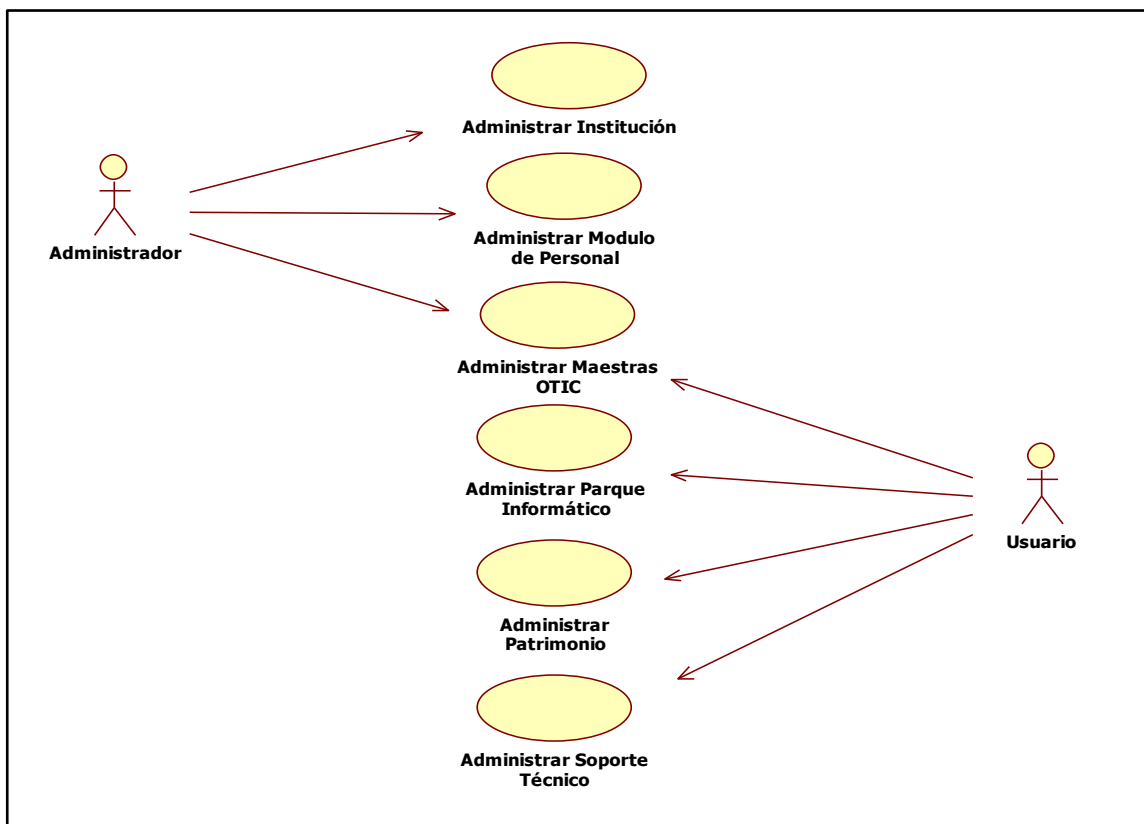 Administrar Institución
Administrador
Administrar Modulo
de Personal
Administrar Maestras
OTIC
Administrar Parque
Informático
Usuario
Administrar
Patrimonio
Administrar Soporte
Técnico